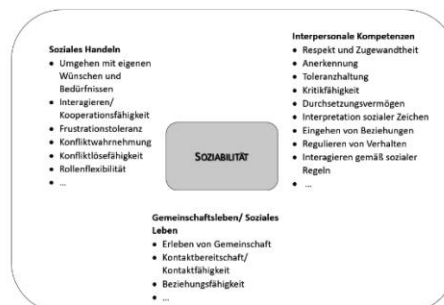 Soziales Handeln
• Umgehen mit eigenen
Wünschen und
Bedürfnissen
• Interagieren/
Kooperationsfähigkeit
• Frustrationstoleranz
• Konfliktwahrnehmung
• Konfliktlösefähigkeit
• Rollenflexibilität
• ...
Interpersonale Kompetenzen
• Respekt und Zugewandtheit
• Anerkennung
• Toleranzhaltung
• Kritikfähigkeit
• Durchsetzungsvermögen
• Interpretation sozialer Zeichen
• Eingehen von Beziehungen
• Regulieren von Verhalten
• Interagieren gemäß sozialer
Regeln
• ...
SOZIABILITÄT
Gemeinschaftsleben/ Soziales
Leben
• Erleben von Gemeinschaft
• Kontaktbereitschaft/
Kontaktfähigkeit
• Beziehungsfähigkeit
• ...